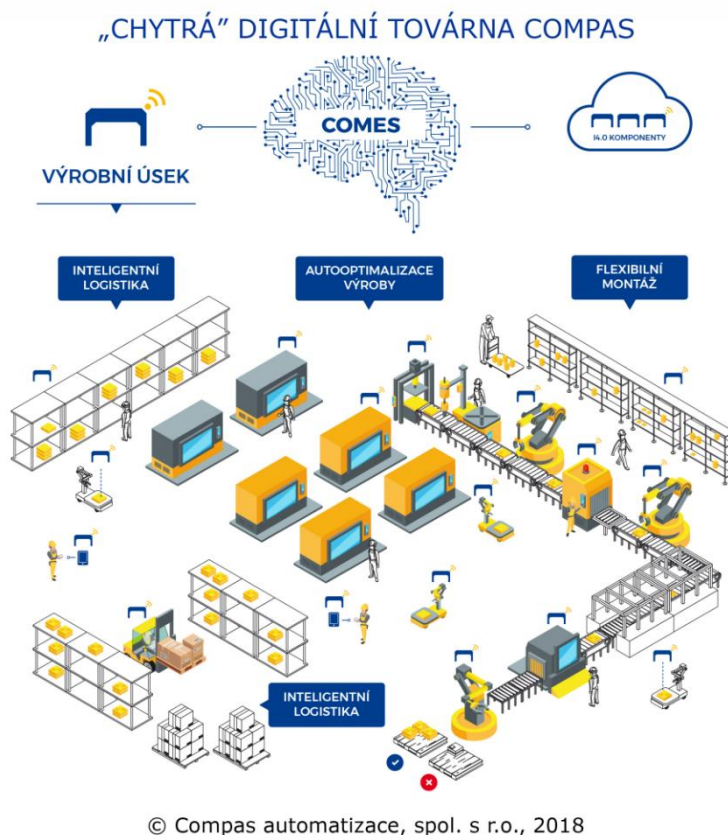 „CHYTRÁ” DIGITÁLNÍ TOVÁRNA COMPAS
COMES
I4.0 KOMPONENTY
VÝROBNÍ ÚSEK
INTELIGENTNÍ
LOGISTIKA
AUTOOPTIMALIZACE
VÝROBY
FLEXIBILNÍ
MONTÁŽ
INTELIGENTNÍ
LOGISTIKA
© Compas automatizace, spol. s r.o., 2018